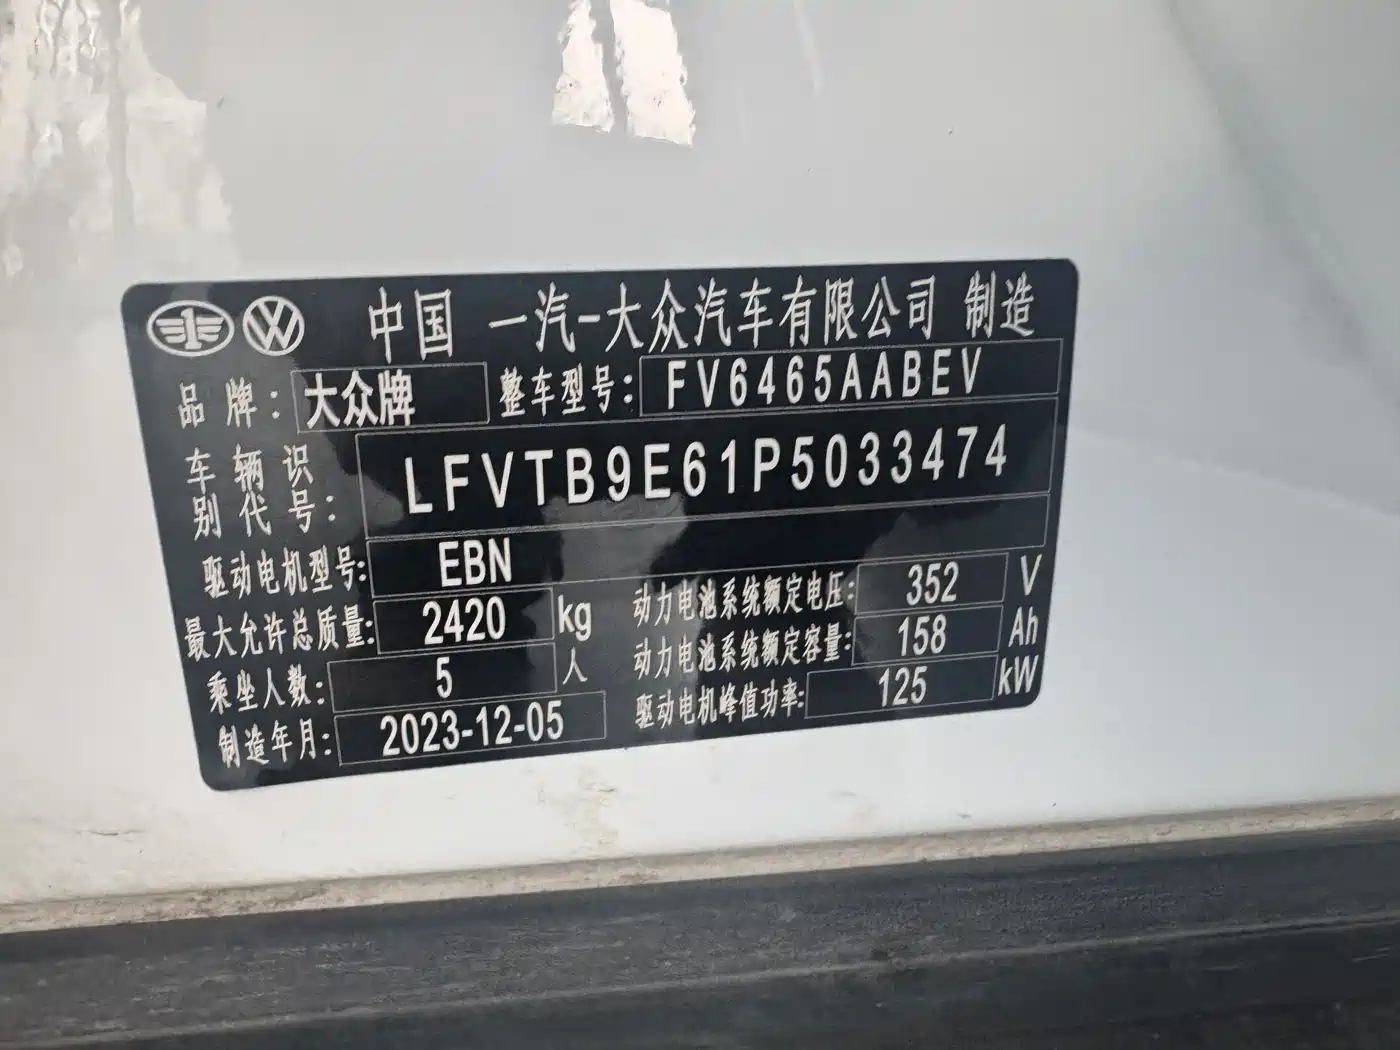 中国 一汽-大众汽车有限公司 制造
品牌: 大众牌 整车型号: FV6465AABEV
车辆识别代号: LFVTB9E61P5033474
驱动电机型号: EBN
最大允许总质量: 2420 kg 动力电池系统额定电压: 352 V
乘坐人数: 5 人 动力电池系统额定容量: 158 Ah
制造年月: 2023-12-05 驱动电机峰值功率: 125 kW